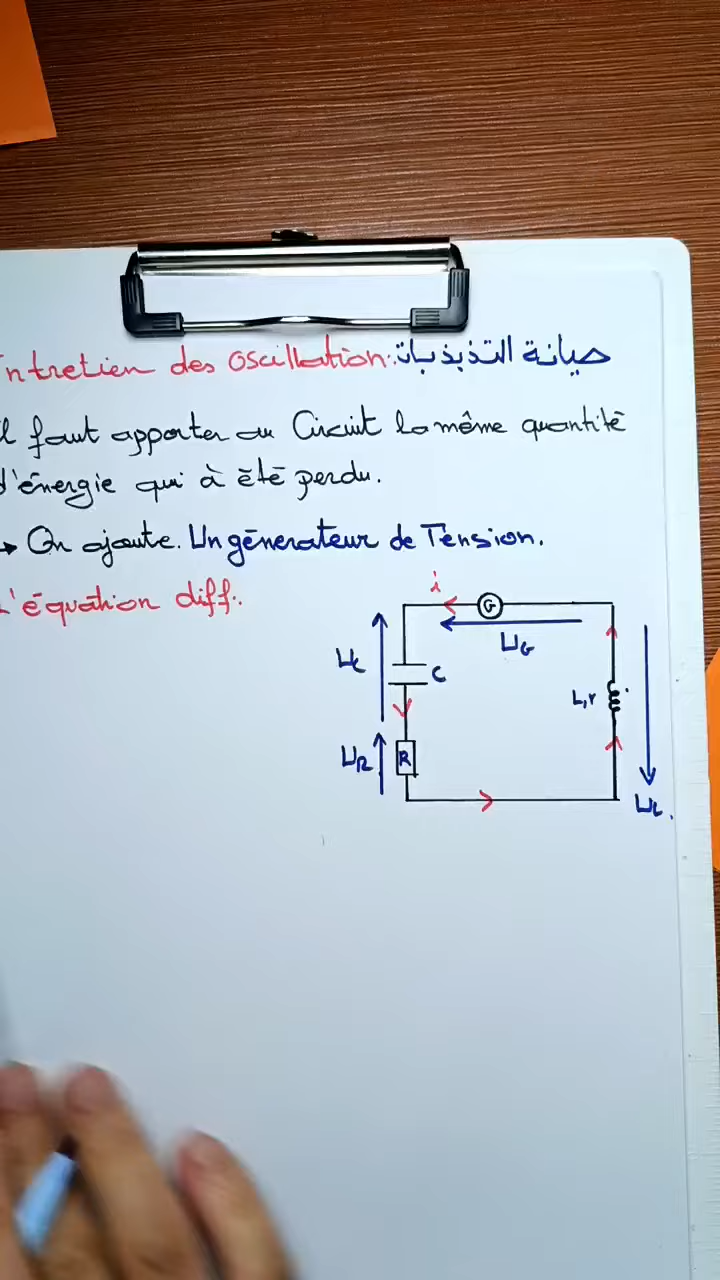 ntretien des oscillation: صيانة التذبذبات
l faut apporter au Circuit la même quantité
d'énergie qui à été perdu.
→ On ajoute. Un génerateur de Tension.
L'équation diff:
i
G
UG
Uc
C
L,r
UR
R
UL.